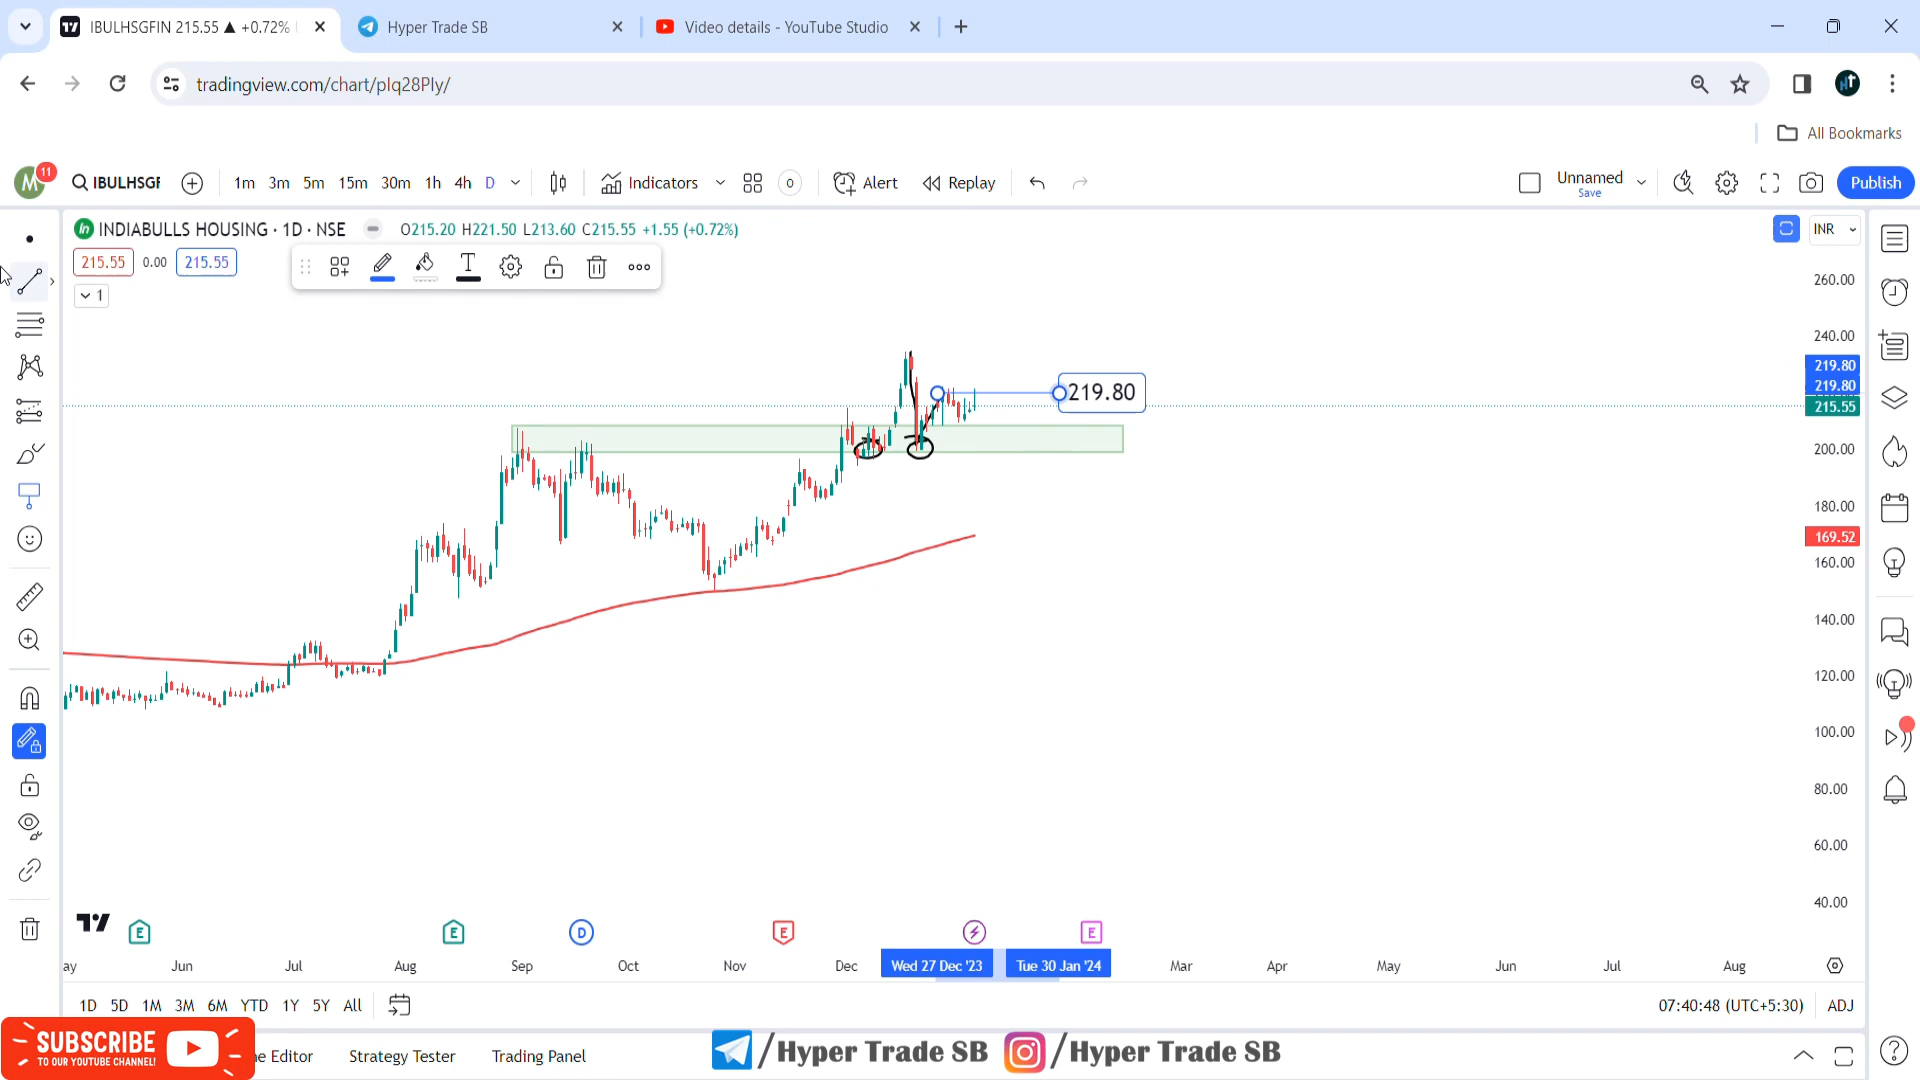 IBULHSGFIN 215.55 ▲ +0.72%
Hyper Trade SB
Video details - YouTube Studio
tradingview.com/chart/pIq28PIy/
All Bookmarks
M
11
IBULHSGF
1m 3m 5m 15m 30m 1h 4h D
Indicators
0
Alert
Replay
Unnamed
Save
Publish
INDIABULLS HOUSING · 1D · NSE
O215.20 H221.50 L213.60 C215.55 +1.55 (+0.72%)
INR
215.55 0.00 215.55
1
260.00
240.00
219.80
219.80
219.80
215.55
200.00
180.00
169.52
160.00
140.00
120.00
100.00
80.00
60.00
40.00
E E D E E
ay Jun Jul Aug Sep Oct Nov Dec Wed 27 Dec '23 Tue 30 Jan '24 Mar Apr May Jun Jul Aug
1D 5D 1M 3M 6M YTD 1Y 5Y All
07:40:48 (UTC+5:30) ADJ
SUBSCRIBE
TO OUR YOUTUBE CHANNEL!
ne Editor Strategy Tester Trading Panel
/Hyper Trade SB /Hyper Trade SB